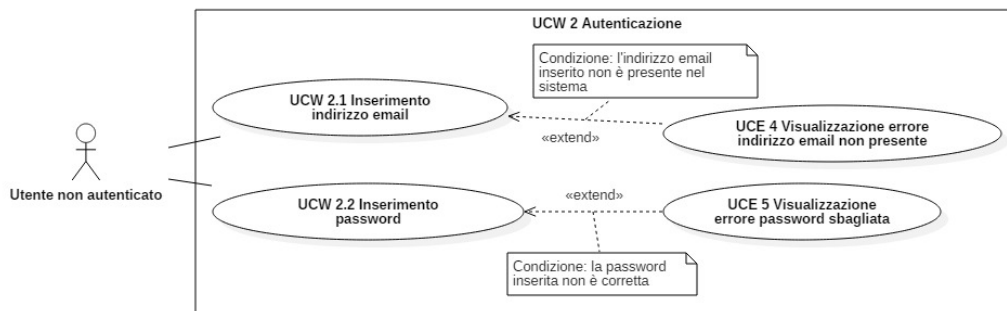 UCW 2 Autenticazione
Condizione: l'indirizzo email
inserito non è presente nel
sistema
UCW 2.1 Inserimento
indirizzo email
«extend»
UCE 4 Visualizzazione errore
indirizzo email non presente
Utente non autenticato
UCW 2.2 Inserimento
password
«extend»
UCE 5 Visualizzazione
errore password sbagliata
Condizione: la password
inserita non è corretta